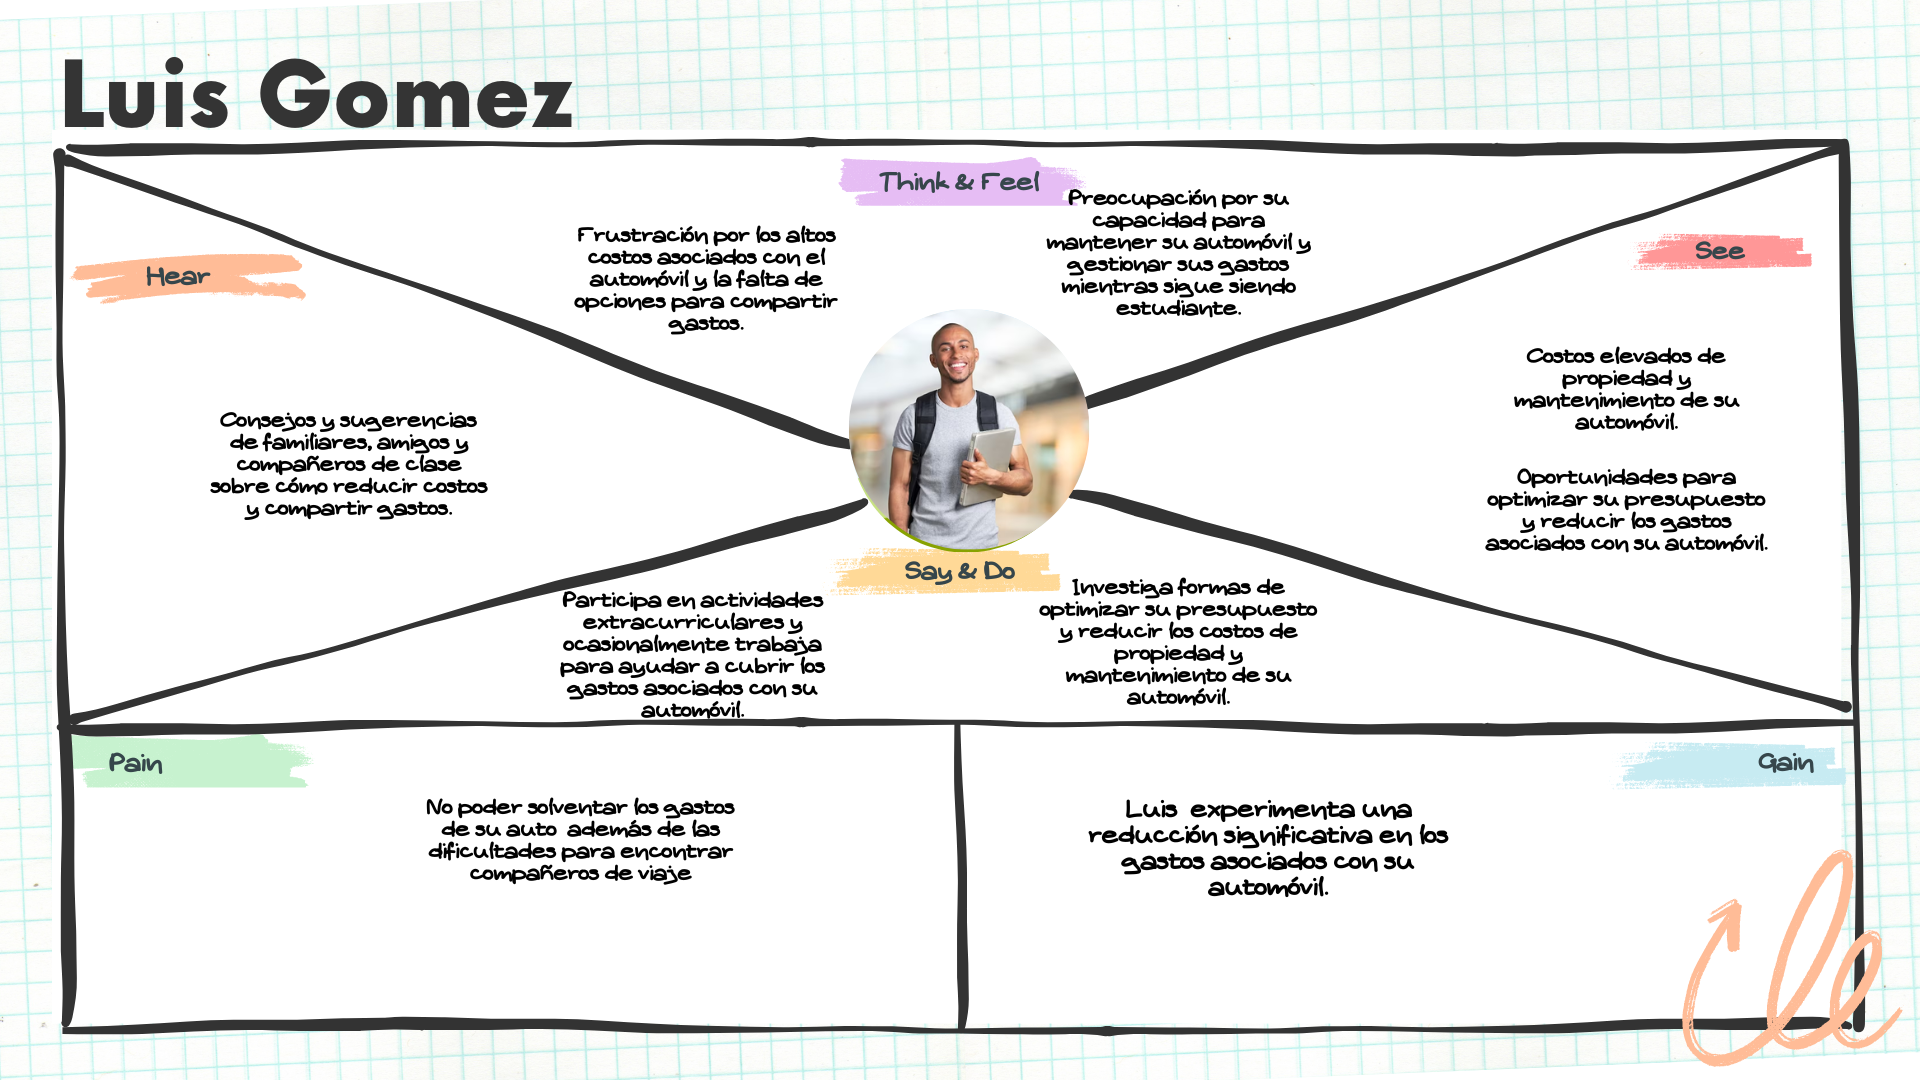 Luis Gomez
Think & Feel
Frustración por los altos
costos asociados con el
automóvil y la falta de
opciones para compartir
gastos.
Preocupación por su
capacidad para
mantener su automóvil y
gestionar sus gastos
mientras sigue siendo
estudiante.
Hear
Consejos y sugerencias
de familiares, amigos y
compañeros de clase
sobre cómo reducir costos
y compartir gastos.
See
Costos elevados de
propiedad y
mantenimiento de su
automóvil.
Oportunidades para
optimizar su presupuesto
y reducir los gastos
asociados con su automóvil.
Say & Do
Participa en actividades
extracurriculares y
ocasionalmente trabaja
para ayudar a cubrir los
gastos asociados con su
automóvil.
Investiga formas de
optimizar su presupuesto
y reducir los costos de
propiedad y
mantenimiento de su
automóvil.
Pain
No poder solventar los gastos
de su auto  además de las
dificultades para encontrar
compañeros de viaje
Gain
Luis  experimenta una
reducción significativa en los
gastos asociados con su
automóvil.